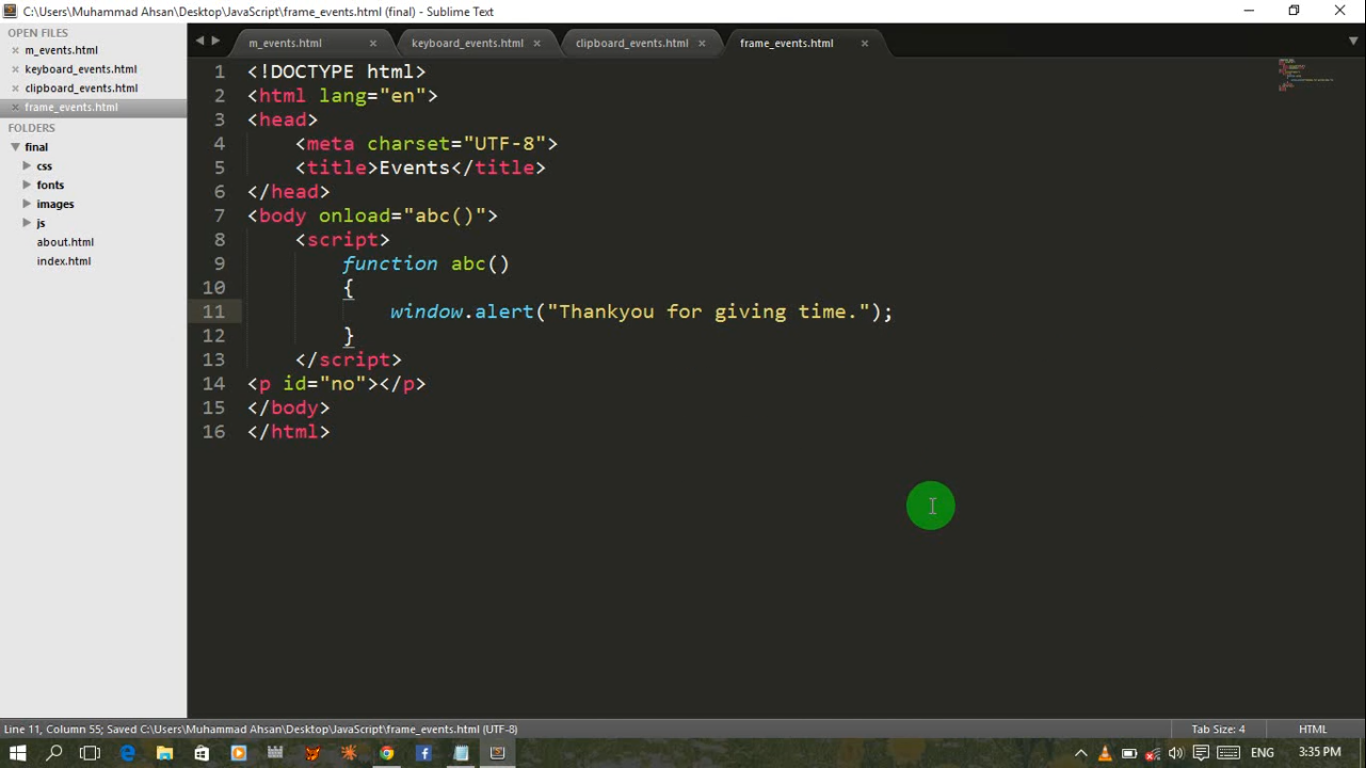 C:\Users\Muhammad Ahsan\Desktop\JavaScript\frame_events.html (final) - Sublime Text
OPEN FILES
m_events.html
keyboard_events.html
clipboard_events.html
frame_events.html
FOLDERS
final
css
fonts
images
js
about.html
index.html
m_events.html keyboard_events.html clipboard_events.html frame_events.html
1 <!DOCTYPE html>
2 <html lang="en">
3 <head>
4 <meta charset="UTF-8">
5 <title>Events</title>
6 </head>
7 <body onload="abc()">
8 <script>
9 function abc()
10 {
11 window.alert("Thankyou for giving time.");
12 }
13 </script>
14 <p id="no"></p>
15 </body>
16 </html>
Line 11, Column 55; Saved C:\Users\Muhammad Ahsan\Desktop\JavaScript\frame_events.html (UTF-8) Tab Size: 4 HTML
ENG 3:35 PM